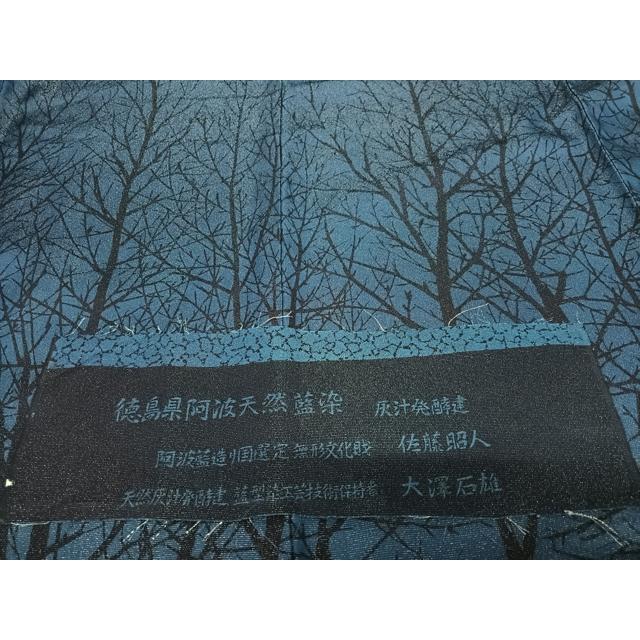 徳島県阿波天然藍染 灰汁発酵建
阿波藍造り国選定無形文化財 佐藤昭人
天然灰汁発酵建 藍型染工芸技術保持者 大澤石雄